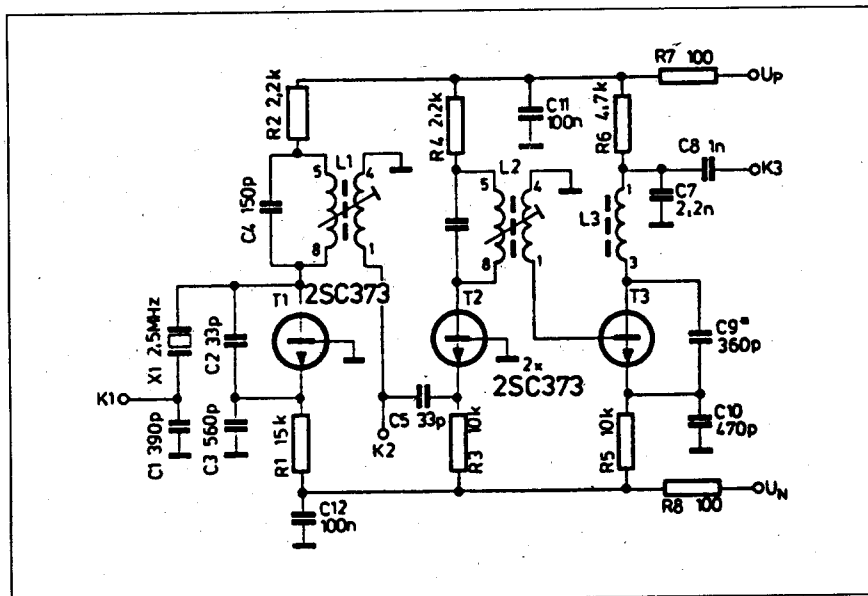 R7 100
UP
R2 2,2k
R4 2,2k
C11
100n
R6 4,7k
C8 1n
K3
C7
2,2n
L1
5
4
8
1
C4 150p
L2
5
4
8
1
L3
1
3
T1
2SC373
T2
T3
X1 2.5MHz
C2 33p
C9*
360p
2x
2SC373
K1
C1 390p
C3 560p
R1 15k
C5
33p
K2
R3
10k
R5
10k
C10
470p
C12
100n
R8 100
UN